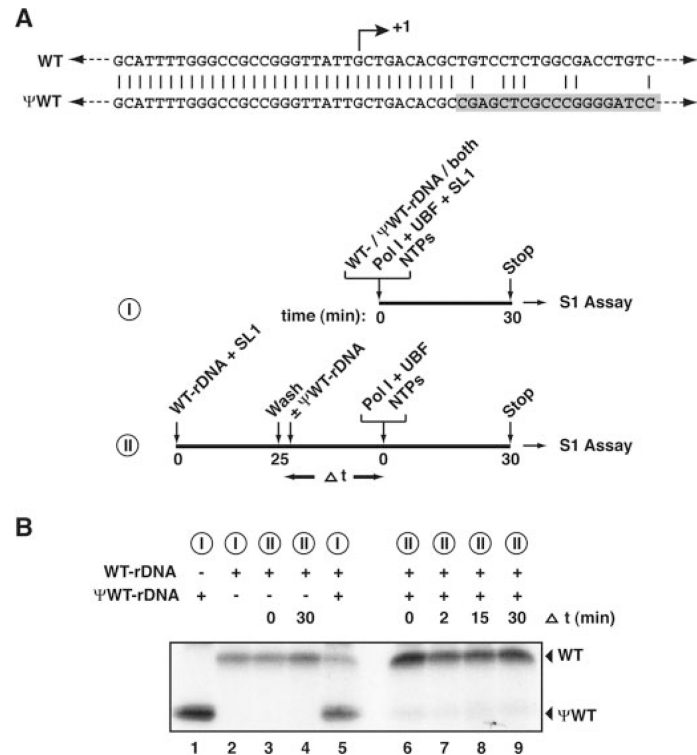 A
+1
WT GCATTTTGGGCCGCCGGGTTATTGCTGACACGCTGTCCTCTGGCGACCTGTC
ΨWT GCATTTTGGGCCGCCGGGTTATTGCTGACACGCCGAGCTCGCCCGGGGATCC
WT- / ΨWT-rDNA / both
Pol I + UBF + SL1
NTPs
Stop
I
time (min): 0 30 S1 Assay
WT-rDNA + SL1
Wash
± ΨWT-rDNA
Pol I + UBF
NTPs
Stop
II
0 25 0 30 S1 Assay
Δ t
B
I I II II I II II II II
WT-rDNA - + + + + + + + +
ΨWT-rDNA + - - - + + + + +
0 30 0 2 15 30 Δ t (min)
WT
ΨWT
1 2 3 4 5 6 7 8 9